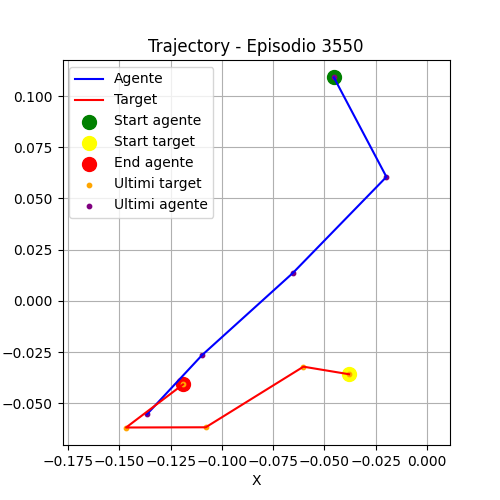 Trajectory - Episodio 3550
Agente
Target
Start agente
Start target
End agente
Ultimi target
Ultimi agente
0.100
0.075
0.050
0.025
0.000
−0.025
−0.050
−0.175 −0.150 −0.125 −0.100 −0.075 −0.050 −0.025 0.000
X